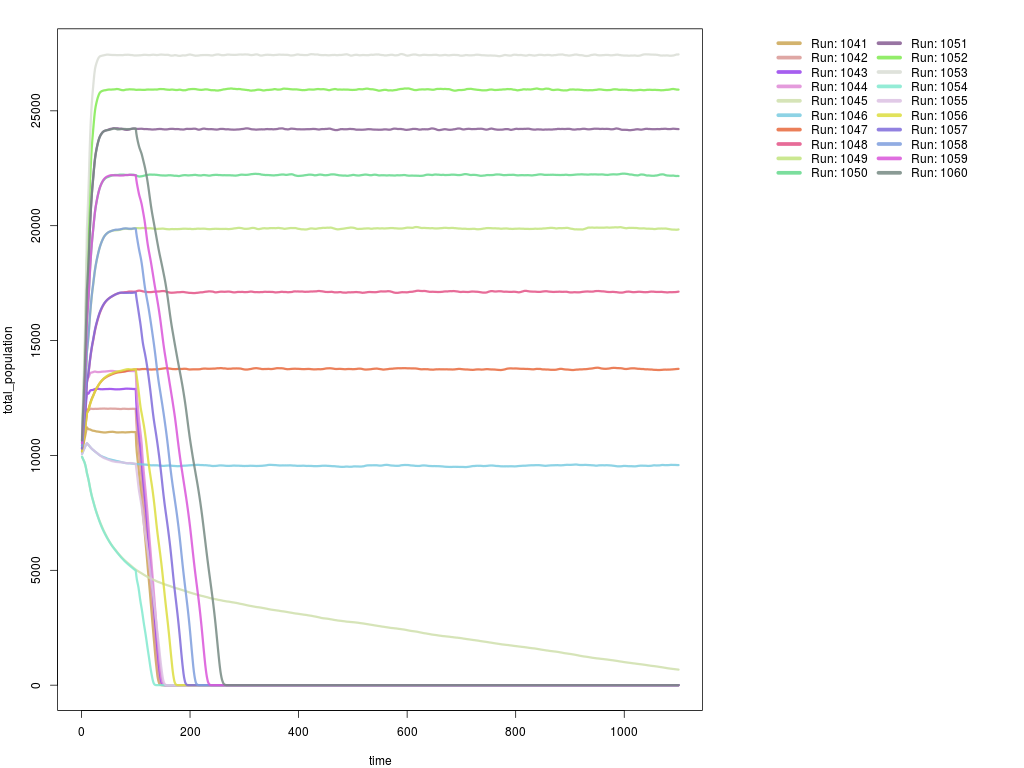 total_population
25000
20000
15000
10000
5000
0
0 200 400 600 800 1000
time
Run: 1041
Run: 1042
Run: 1043
Run: 1044
Run: 1045
Run: 1046
Run: 1047
Run: 1048
Run: 1049
Run: 1050
Run: 1051
Run: 1052
Run: 1053
Run: 1054
Run: 1055
Run: 1056
Run: 1057
Run: 1058
Run: 1059
Run: 1060